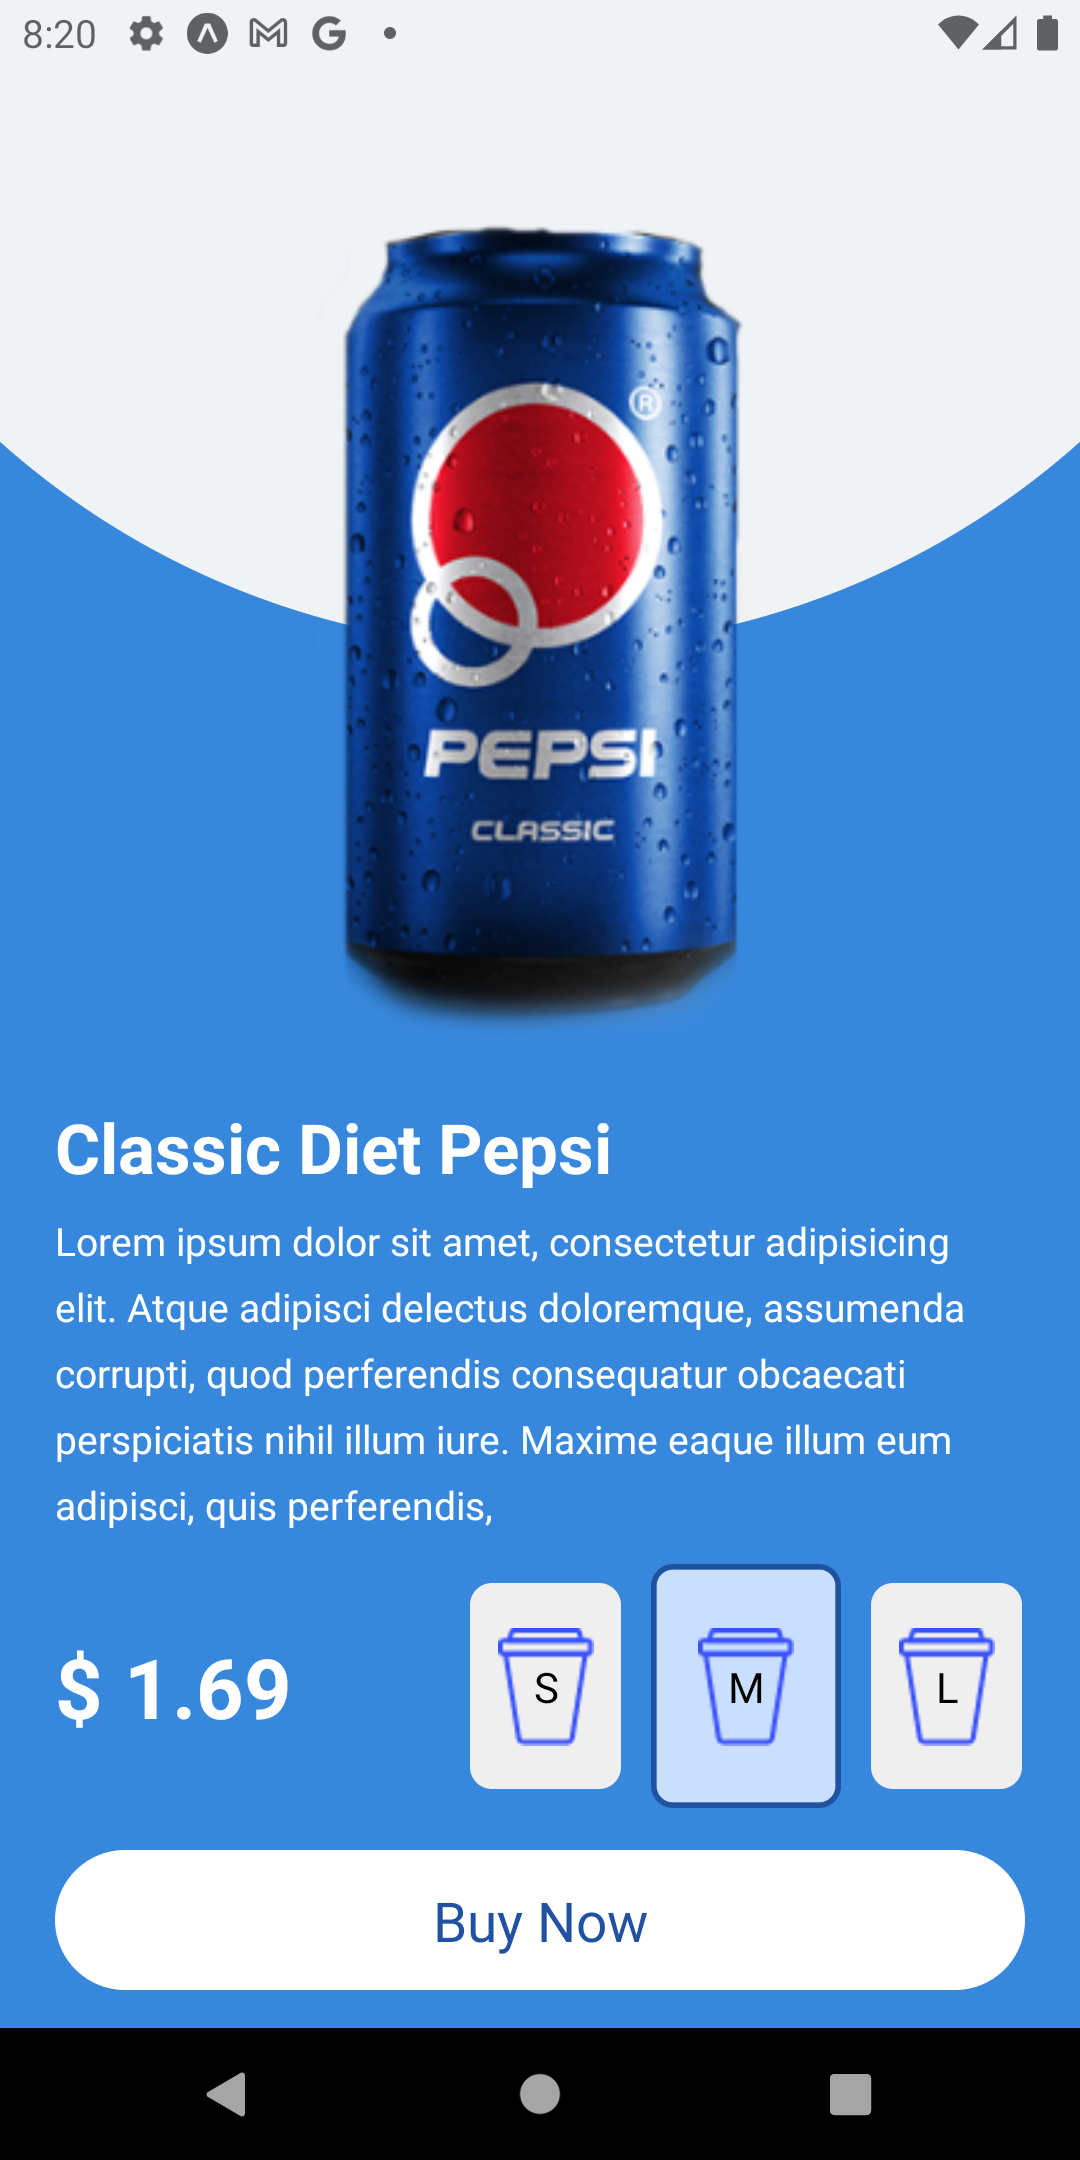 8:20
®
PEPSI
CLASSIC
Classic Diet Pepsi
Lorem ipsum dolor sit amet, consectetur adipisicing
elit. Atque adipisci delectus doloremque, assumenda
corrupti, quod perferendis consequatur obcaecati
perspiciatis nihil illum iure. Maxime eaque illum eum
adipisci, quis perferendis,
$ 1.69
S M L
Buy Now